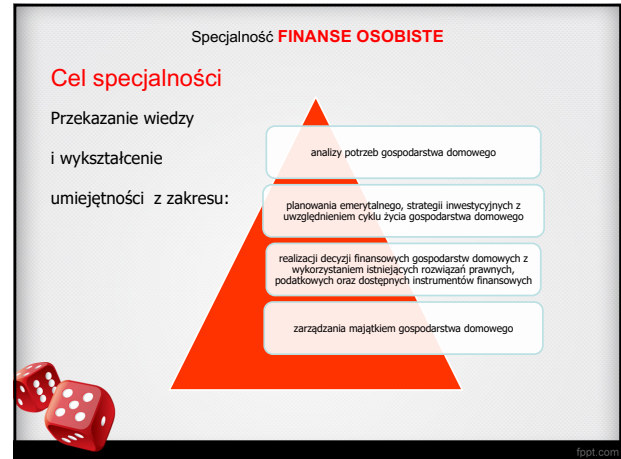 Specjalność FINANSE OSOBISTE
Cel specjalności
Przekazanie wiedzy
i wykształcenie
umiejętności z zakresu:
analizy potrzeb gospodarstwa domowego
planowania emerytalnego, strategii inwestycyjnych z
uwzględnieniem cyklu życia gospodarstwa domowego
realizacji decyzji finansowych gospodarstw domowych z
wykorzystaniem istniejących rozwiązań prawnych,
podatkowych oraz dostępnych instrumentów finansowych
zarządzania majątkiem gospodarstwa domowego
fppt.com